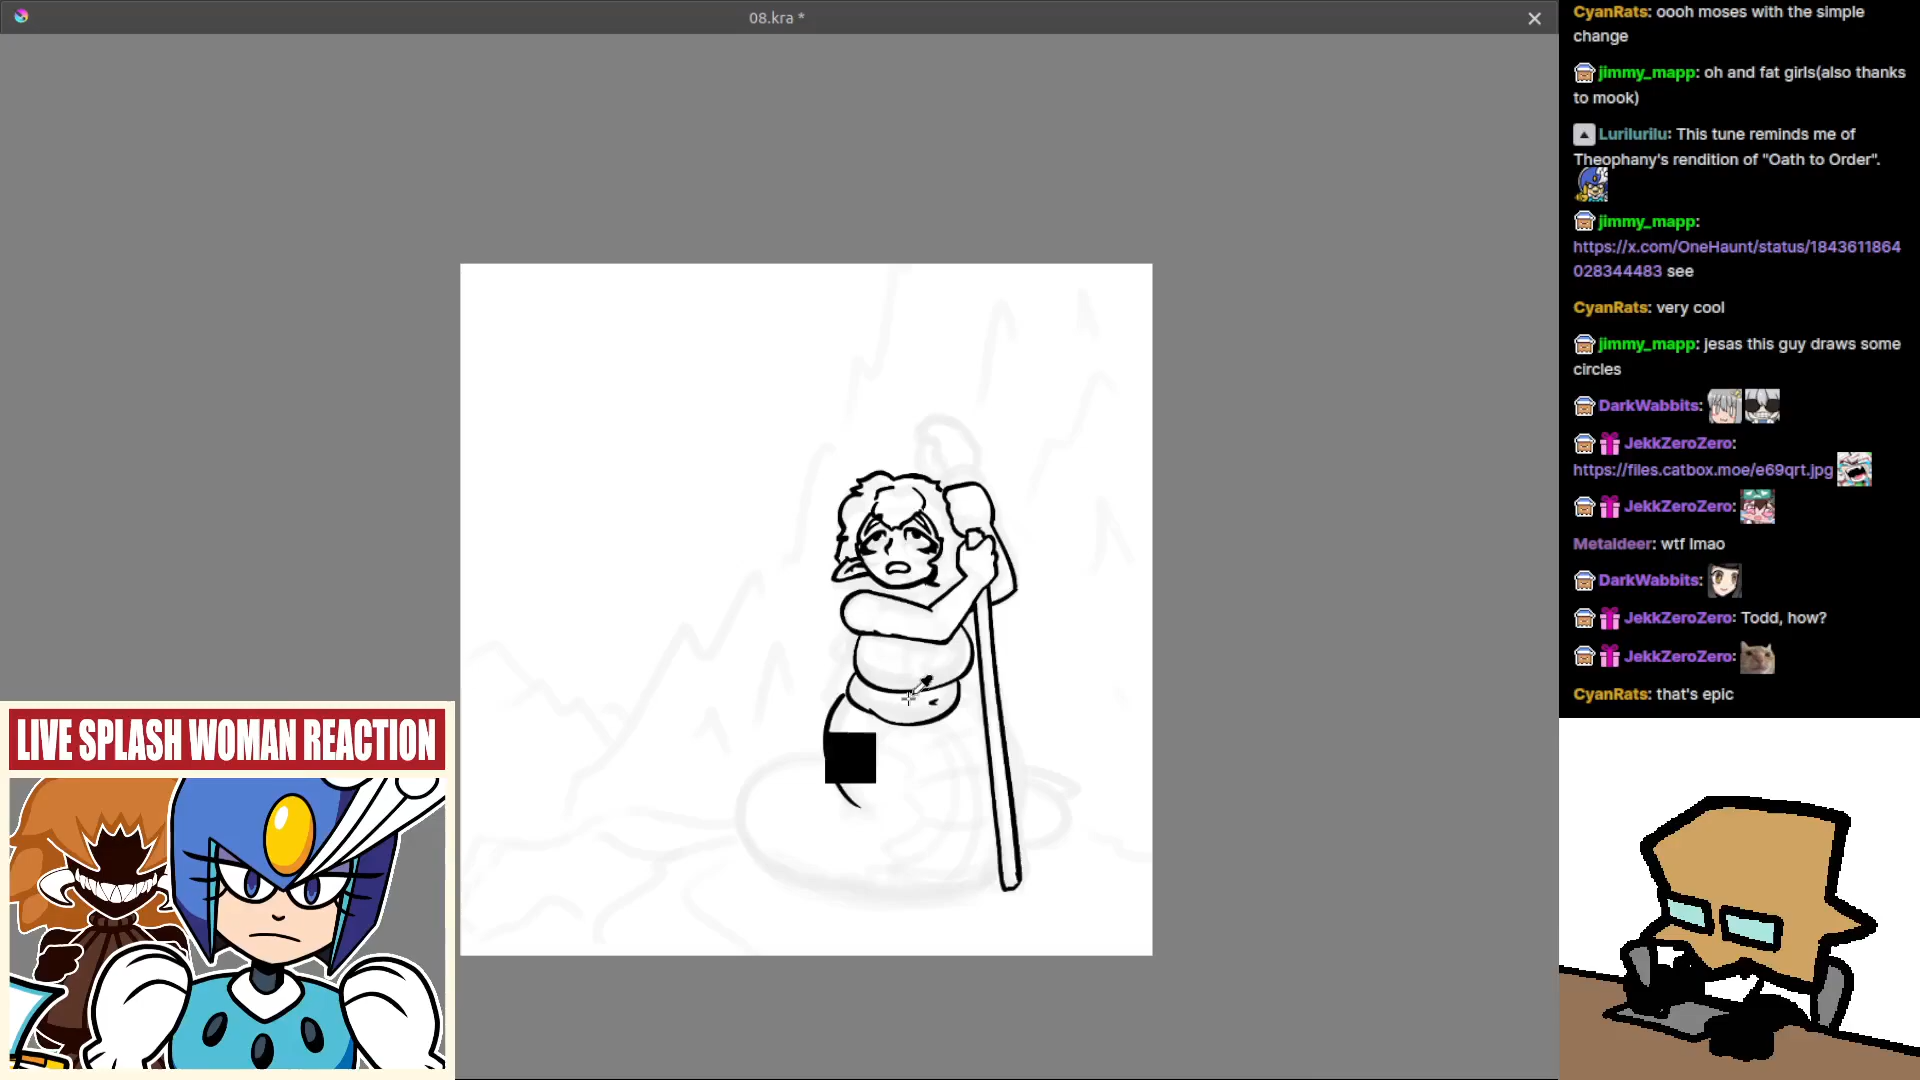 08.kra *
CyanRats: oooh moses with the simple
change
jimmy_mapp: oh and fat girls(also thanks
to mook)
Lurilurilu: This tune reminds me of
Theophany's rendition of "Oath to Order".
jimmy_mapp:
https://x.com/OneHaunt/status/1843611864
028344483 see
CyanRats: very cool
jimmy_mapp: jesas this guy draws some
circles
DarkWabbits:
JekkZeroZero:
https://files.catbox.moe/e69qrt.jpg
JekkZeroZero:
Metaldeer: wtf lmao
DarkWabbits:
JekkZeroZero: Todd, how?
JekkZeroZero:
CyanRats: that's epic
LIVE SPLASH WOMAN REACTION